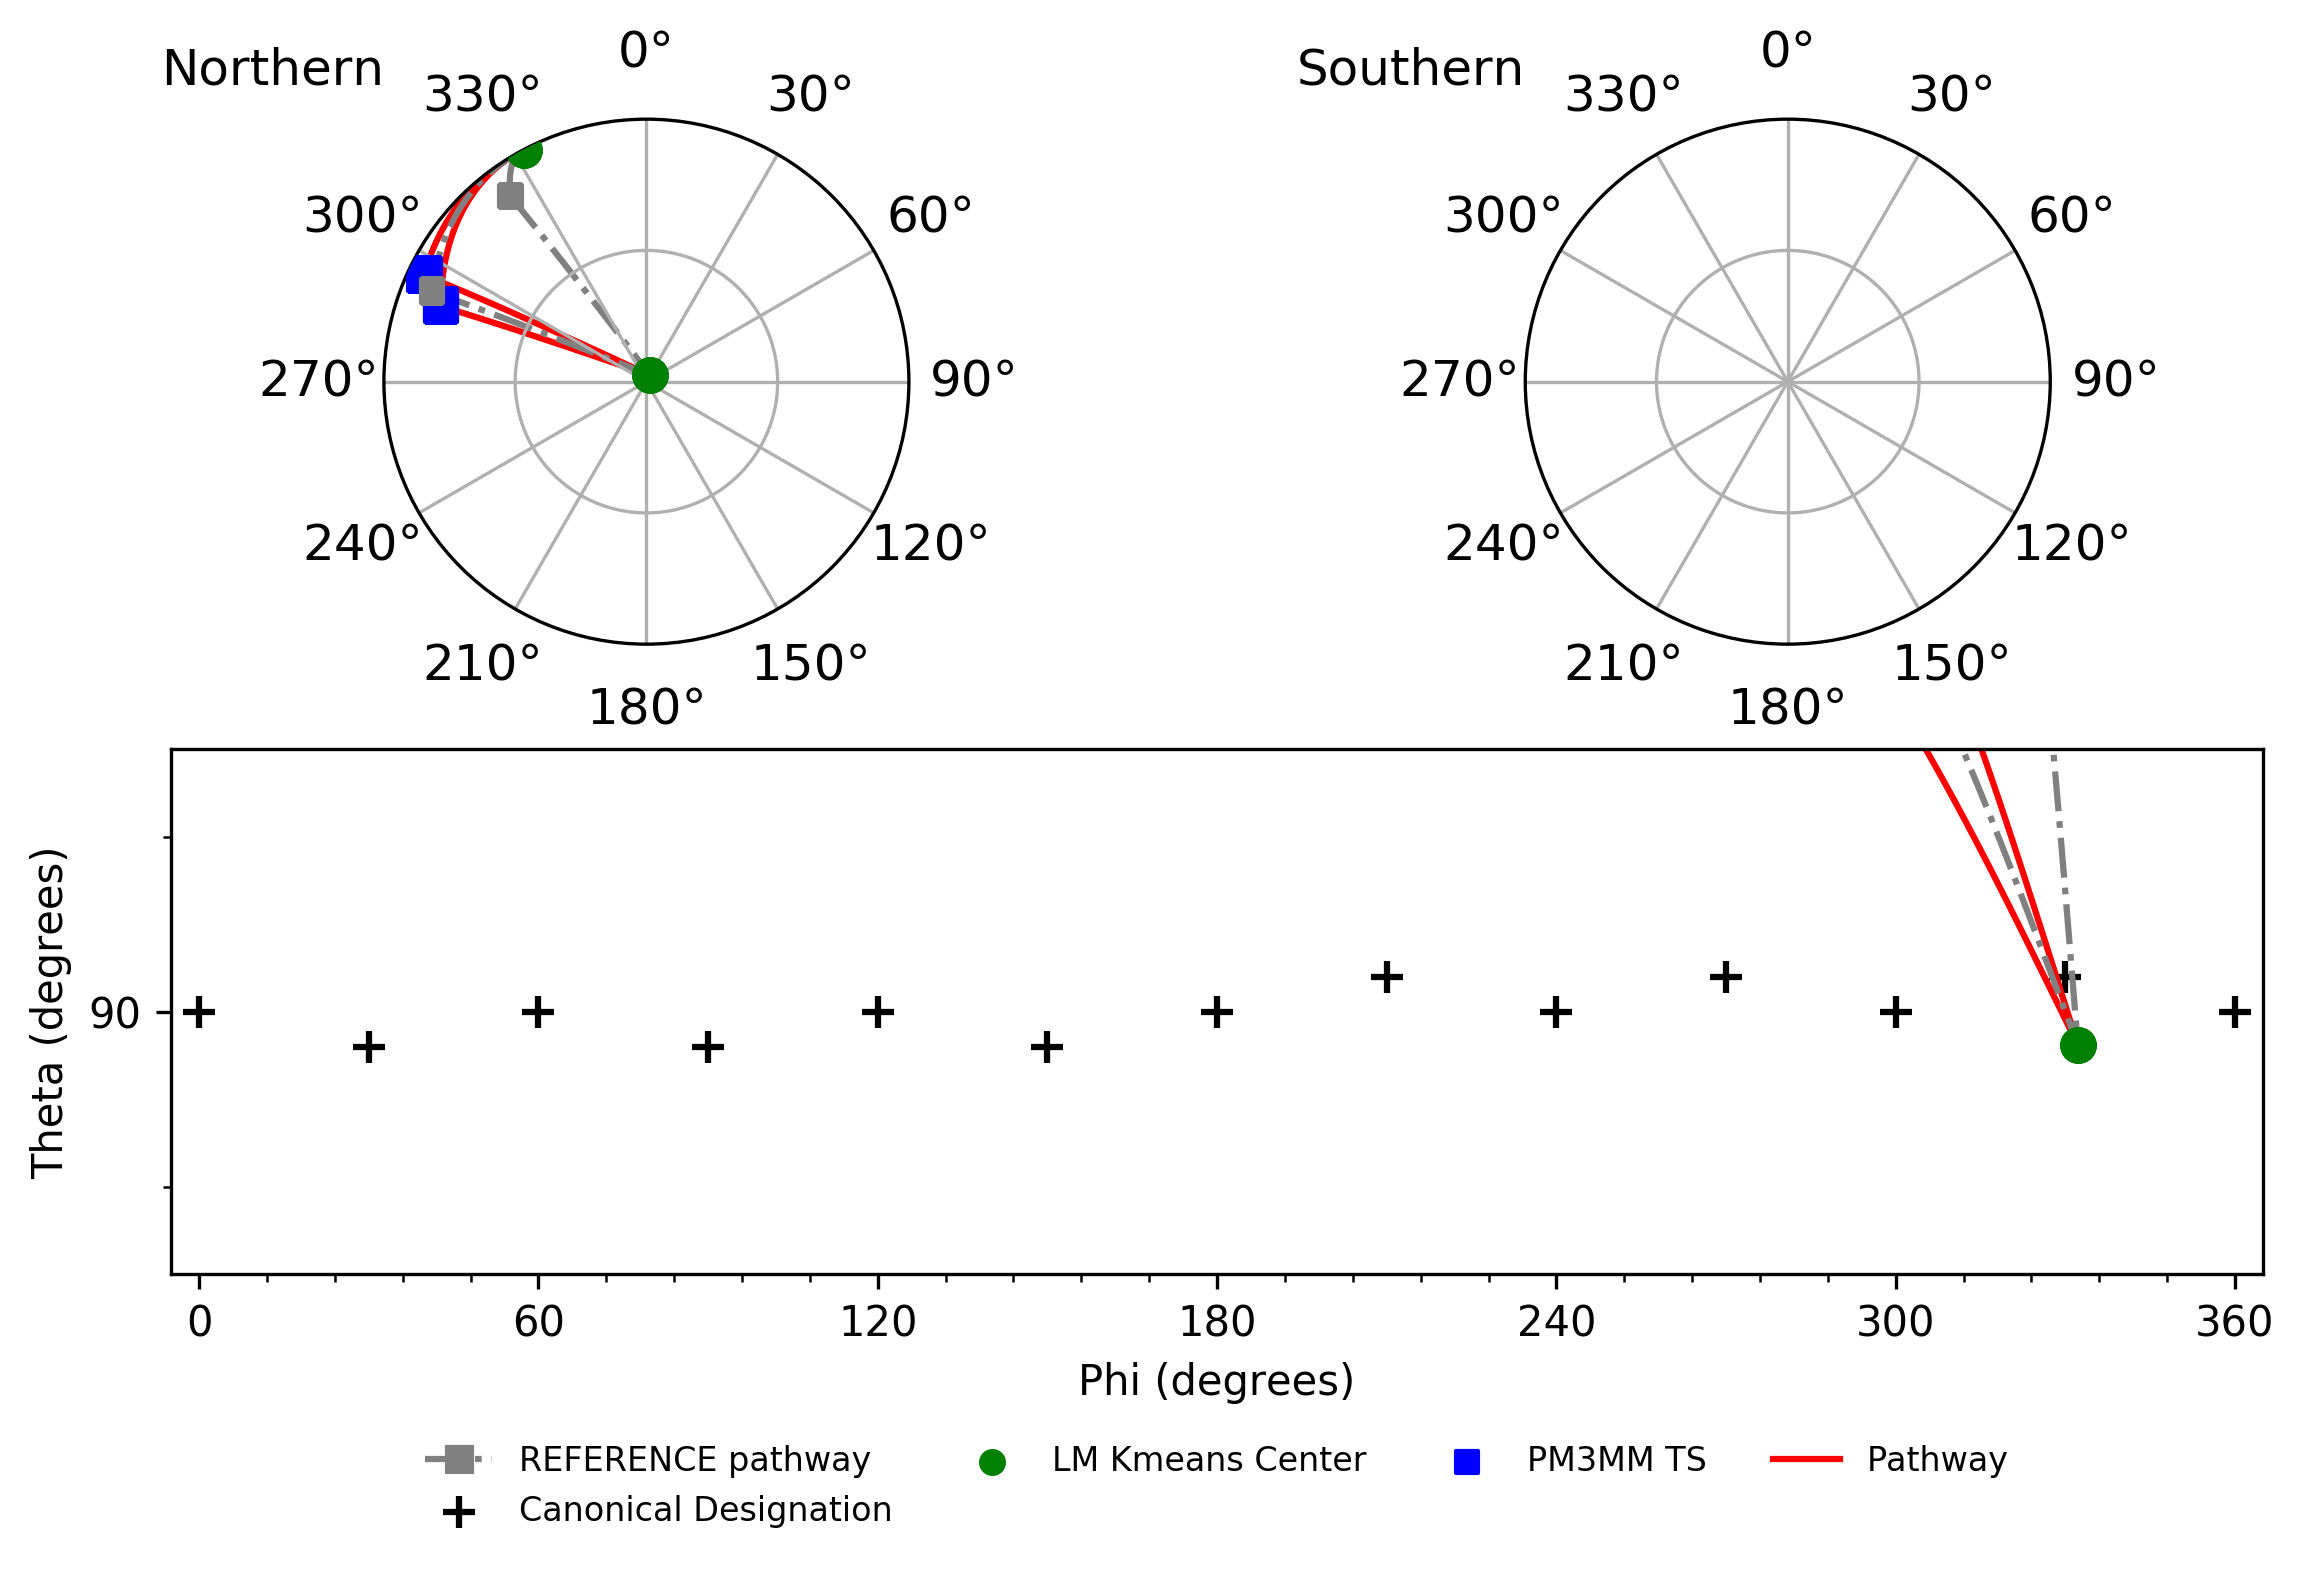 Northern
0°
330°
30°
300°
60°
270°
90°
240°
120°
210°
150°
180°
Southern
0°
330°
30°
300°
60°
270°
90°
240°
120°
210°
150°
180°
Theta (degrees)
90
0 60 120 180 240 300 360
Phi (degrees)
REFERENCE pathway
Canonical Designation
LM Kmeans Center
PM3MM TS
Pathway